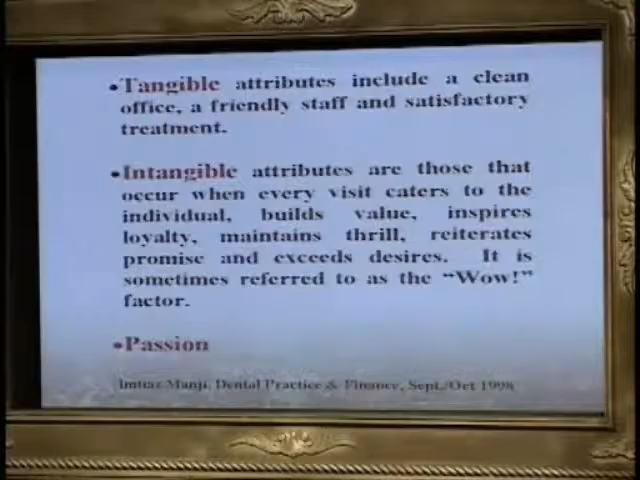 •Tangible attributes include a clean
office, a friendly staff and satisfactory
treatment.
•Intangible attributes are those that
occur when every visit caters to the
individual, builds value, inspires
loyalty, maintains thrill, reiterates
promise and exceeds desires. It is
sometimes referred to as the “Wow!”
factor.
•Passion
Imtiaz Manji, Dental Practice & Finance, Sept./Oct 1998